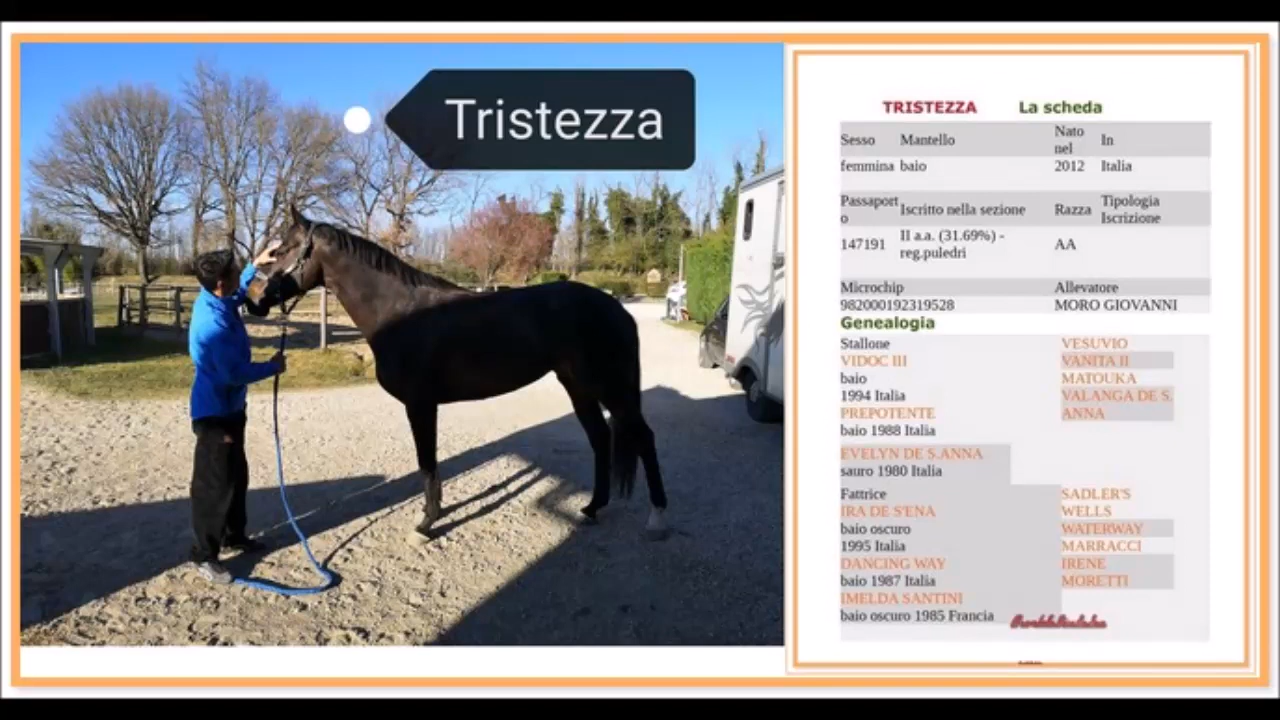 Tristezza
TRISTEZZA La scheda
Sesso Mantello Nato nel In
femmina baio 2012 Italia
Passaporto Iscritto nella sezione Razza Tipologia Iscrizione
147191 II a.a. (31.69%) - reg.puledri AA
Microchip Allevatore
982000192319528 MORO GIOVANNI
Genealogia
Stallone VESUVIO
VIDOC III VANITA II
baio MATOUKA
1994 Italia VALANGA DE S.
PREPOTENTE ANNA
baio 1988 Italia
EVELYN DE S.ANNA
sauro 1980 Italia
Fattrice SADLER'S
IRA DE S'ENA WELLS
baio oscuro WATERWAY
1995 Italia MARRACCI
DANCING WAY IRENE
baio 1987 Italia MORETTI
IMELDA SANTINI
baio oscuro 1985 Francia